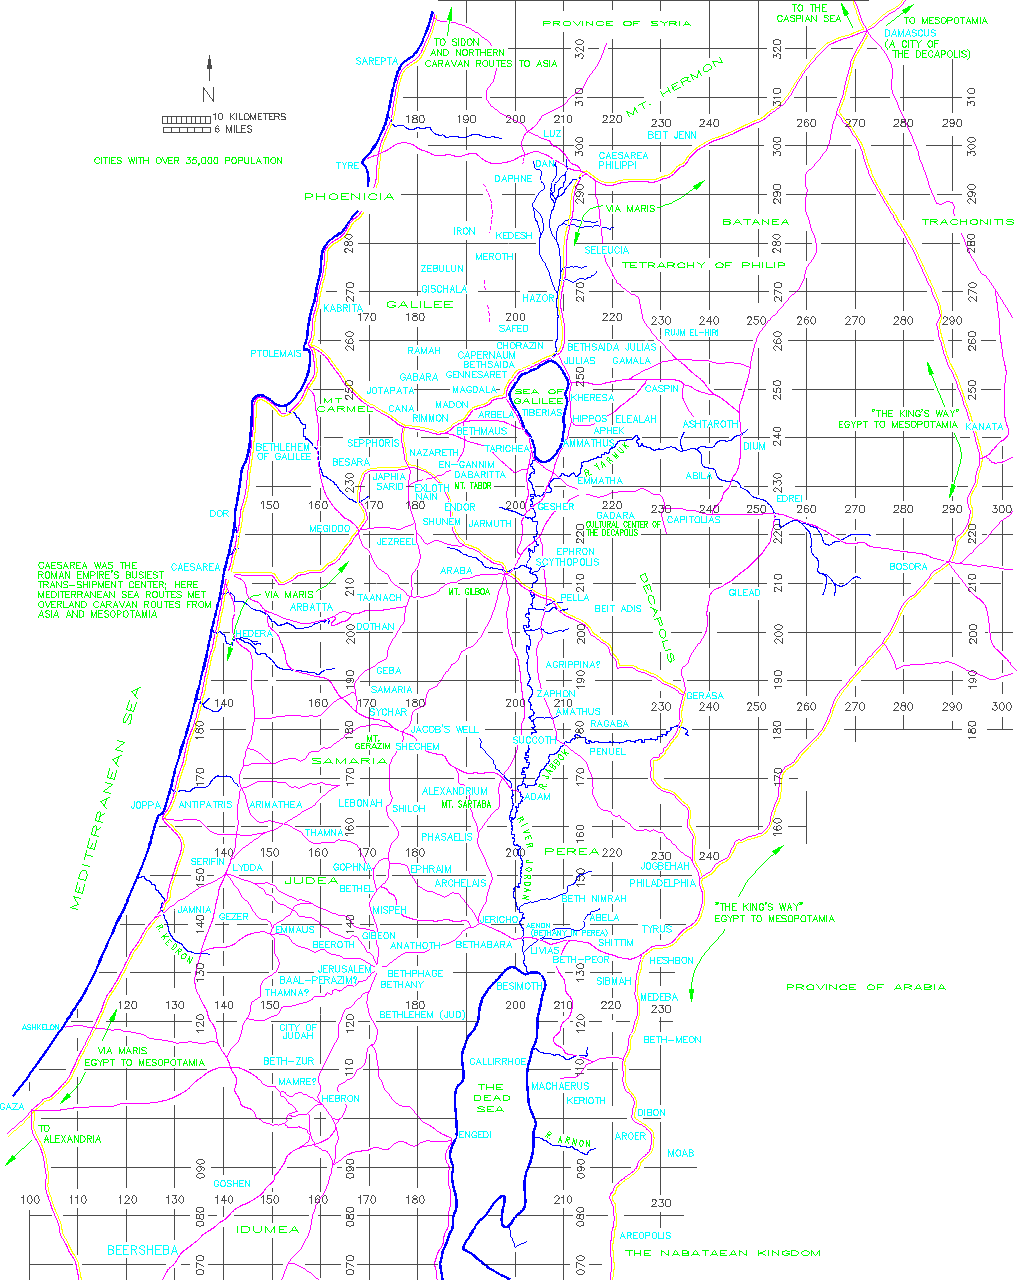 TO THE
CASPIAN SEA
TO MESOPOTAMIA
PROVINCE OF SYRIA
DAMASCUS
(A CITY OF
THE DECAPOLIS)
TO SIDON
AND NORTHERN
CARAVAN ROUTES TO ASIA
SAREPTA
MT. HERMON
N
10 KILOMETERS
6 MILES
CITIES WITH OVER 35,000 POPULATION
LUZ
BEIT JENN
TYRE
DAN
CAESAREA
PHILIPPI
DAPHNE
PHOENICIA
VIA MARIS
BATANEA
TRACHONITIS
IRON
KEDESH
SELEUCIA
MEROTH
ZEBULUN
TETRARCHY OF PHILIP
GISCHALA
HAZOR
GALILEE
KABRITA
SAFED
RUJM EL-HIRI
CHORAZIN
BETHSAIDA JULIAS
PTOLEMAIS
RAMAH
CAPERNAUM
BETHSAIDA
JULIAS
GAMALA
GABARA
GENNESARET
JOTAPATA
MAGDALA
SEA OF
GALILEE
KHERESA
CASPIN
MT.
CARMEL
CANA
MADON
TIBERIAS
RIMMON
ARBELA
HIPPOS
ELEALAH
ASHTAROTH
"THE KING'S WAY"
EGYPT TO MESOPOTAMIA
KANATA
BETHMAUS
APHEK
BETHLEHEM
OF GALILEE
SEPPHORIS
NAZARETH
TARICHEA
AMMATHUS
R. YARMUK
DIUM
BESARA
EN-GANNIM
DABARITTA
JAPHIA
SARID
EXLOTH
NAIN
MT. TABOR
EMMATHA
ABILA
EDREI
DOR
ENDOR
GESHER
GADARA
CAPITOLIAS
MEGIDDO
SHUNEM
JARMUTH
CULTURAL CENTER OF
THE DECAPOLIS
JEZREEL
EPHRON
SCYTHOPOLIS
CAESAREA WAS THE
ROMAN EMPIRE'S BUSIEST
TRANS-SHIPMENT CENTER; HERE
MEDITERRANEAN SEA ROUTES MET
OVERLAND CARAVAN ROUTES FROM
ASIA AND MESOPOTAMIA
CAESAREA
ARABA
BOSORA
VIA MARIS
ARBATTA
TAANACH
MT. GILBOA
PELLA
BEIT ADIS
GILEAD
DECAPOLIS
HEDERA
DOTHAN
GEBA
AGRIPPINA?
SAMARIA
ZAPHON
GERASA
SYCHAR
AMATHUS
RAGABA
JACOB'S WELL
MT.
GERAZIM
SHECHEM
SUCCOTH
PENUEL
MEDITERRANEAN SEA
SAMARIA
R. JABBOK
ALEXANDRIUM
ADAM
JOPPA
ANTIPATRIS
ARIMATHEA
LEBONAH
SHILOH
MT. SARTABA
THAMNA
PHASAELIS
RIVER JORDAN
PEREA
SERIFIN
LYDDA
GOPHNA
EPHRAIM
JOGBEHAH
JUDEA
BETHEL
ARCHELAIS
PHILADELPHIA
BETH NIMRAH
JAMNIA
GEZER
MISPEH
JERICHO
ABELA
"THE KING'S WAY"
EGYPT TO MESOPOTAMIA
R. KEDRON
EMMAUS
GIBEON
AENON
(BETHANY IN PEREA)
TYRUS
BEEROTH
ANATHOTH
BETHABARA
SHITTIM
LIVIAS
BETH-PEOR
HESHBON
JERUSALEM
BETHPHAGE
BAAL-PERAZIM?
BETHANY
BESIMOTH
SIBMAH
THAMNA?
MEDEBA
PROVINCE OF ARABIA
ASHKELON
CITY OF
JUDAH
BETHLEHEM (JUD)
BETH-MEON
VIA MARIS
EGYPT TO MESOPOTAMIA
BETH-ZUR
CALLIRRHOE
MAMRE?
THE
DEAD
SEA
MACHAERUS
KERIOTH
GAZA
HEBRON
DIBON
TO
ALEXANDRIA
ENGEDI
R. ARNON
AROER
MOAB
GOSHEN
IDUMEA
AREOPOLIS
BEERSHEBA
THE NABATAEAN KINGDOM